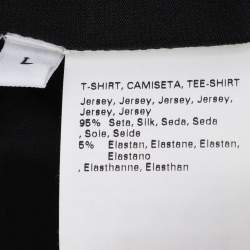 T-SHIRT, CAMISETA, TEE-SHIRT
Jersey, Jersey, Jersey, Jersey,
Jersey, Jersey
95% Seta, Silk, Seda, Seda
, Soie, Seide
5% Elastan, Elastane, Elastan,
Elastano
, Elasthanne, Elasthan